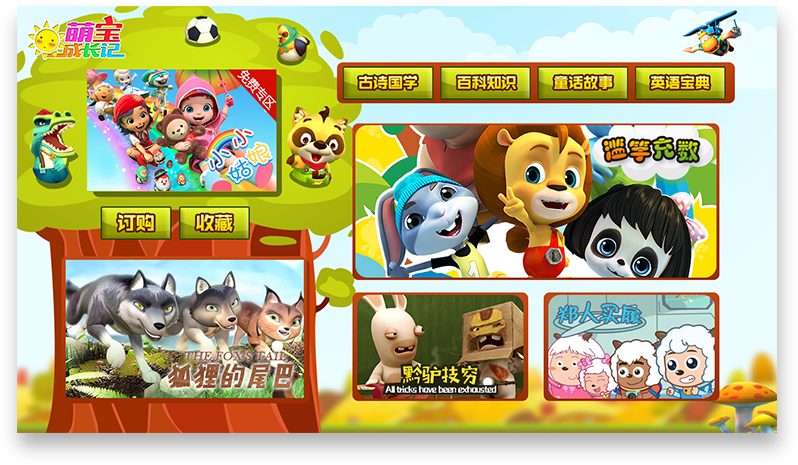 萌宝
成长记
免费专区
小小
姑娘
订购
收藏
THE FOX'S TAIL
狐狸的尾巴
古诗国学
百科知识
童话故事
英语宝典
滥竽充数
黔驴技穷
All tricks have been exhausted
郑人买履